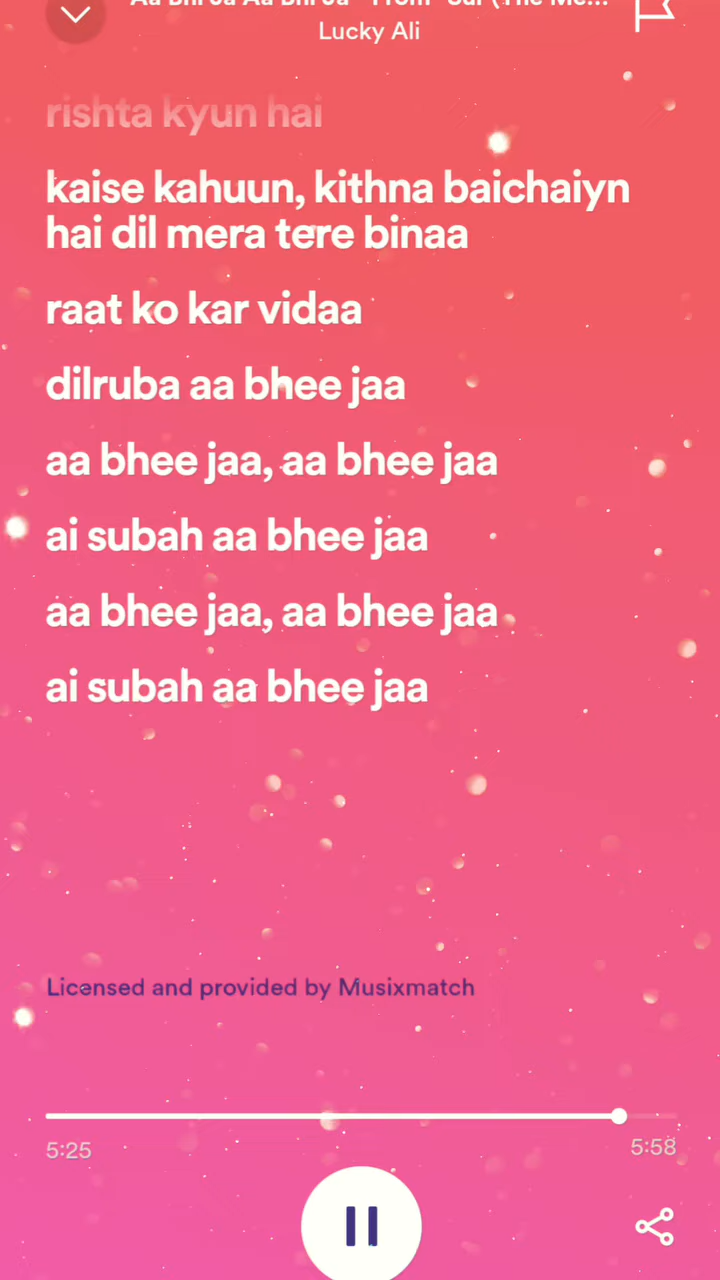 Lucky Ali
rishta kyun hai
kaise kahuun, kithna baichaiyn
hai dil mera tere binaa
raat ko kar vidaa
dilruba aa bhee jaa
aa bhee jaa, aa bhee jaa
ai subah aa bhee jaa
aa bhee jaa, aa bhee jaa
ai subah aa bhee jaa
Licensed and provided by Musixmatch
5:25
5:58